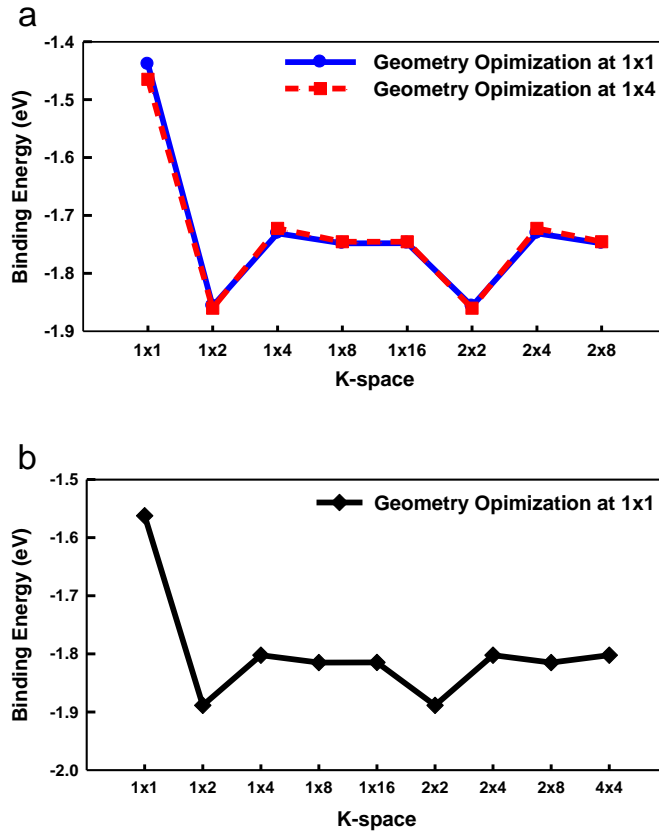 a
-1.4
-1.5
-1.6
-1.7
-1.8
-1.9
Binding Energy (eV)
Geometry Opimization at 1x1
Geometry Opimization at 1x4
1x1 1x2 1x4 1x8 1x16 2x2 2x4 2x8
K-space
b
-1.5
-1.6
-1.7
-1.8
-1.9
-2.0
Binding Energy (eV)
Geometry Opimization at 1x1
1x1 1x2 1x4 1x8 1x16 2x2 2x4 2x8 4x4
K-space